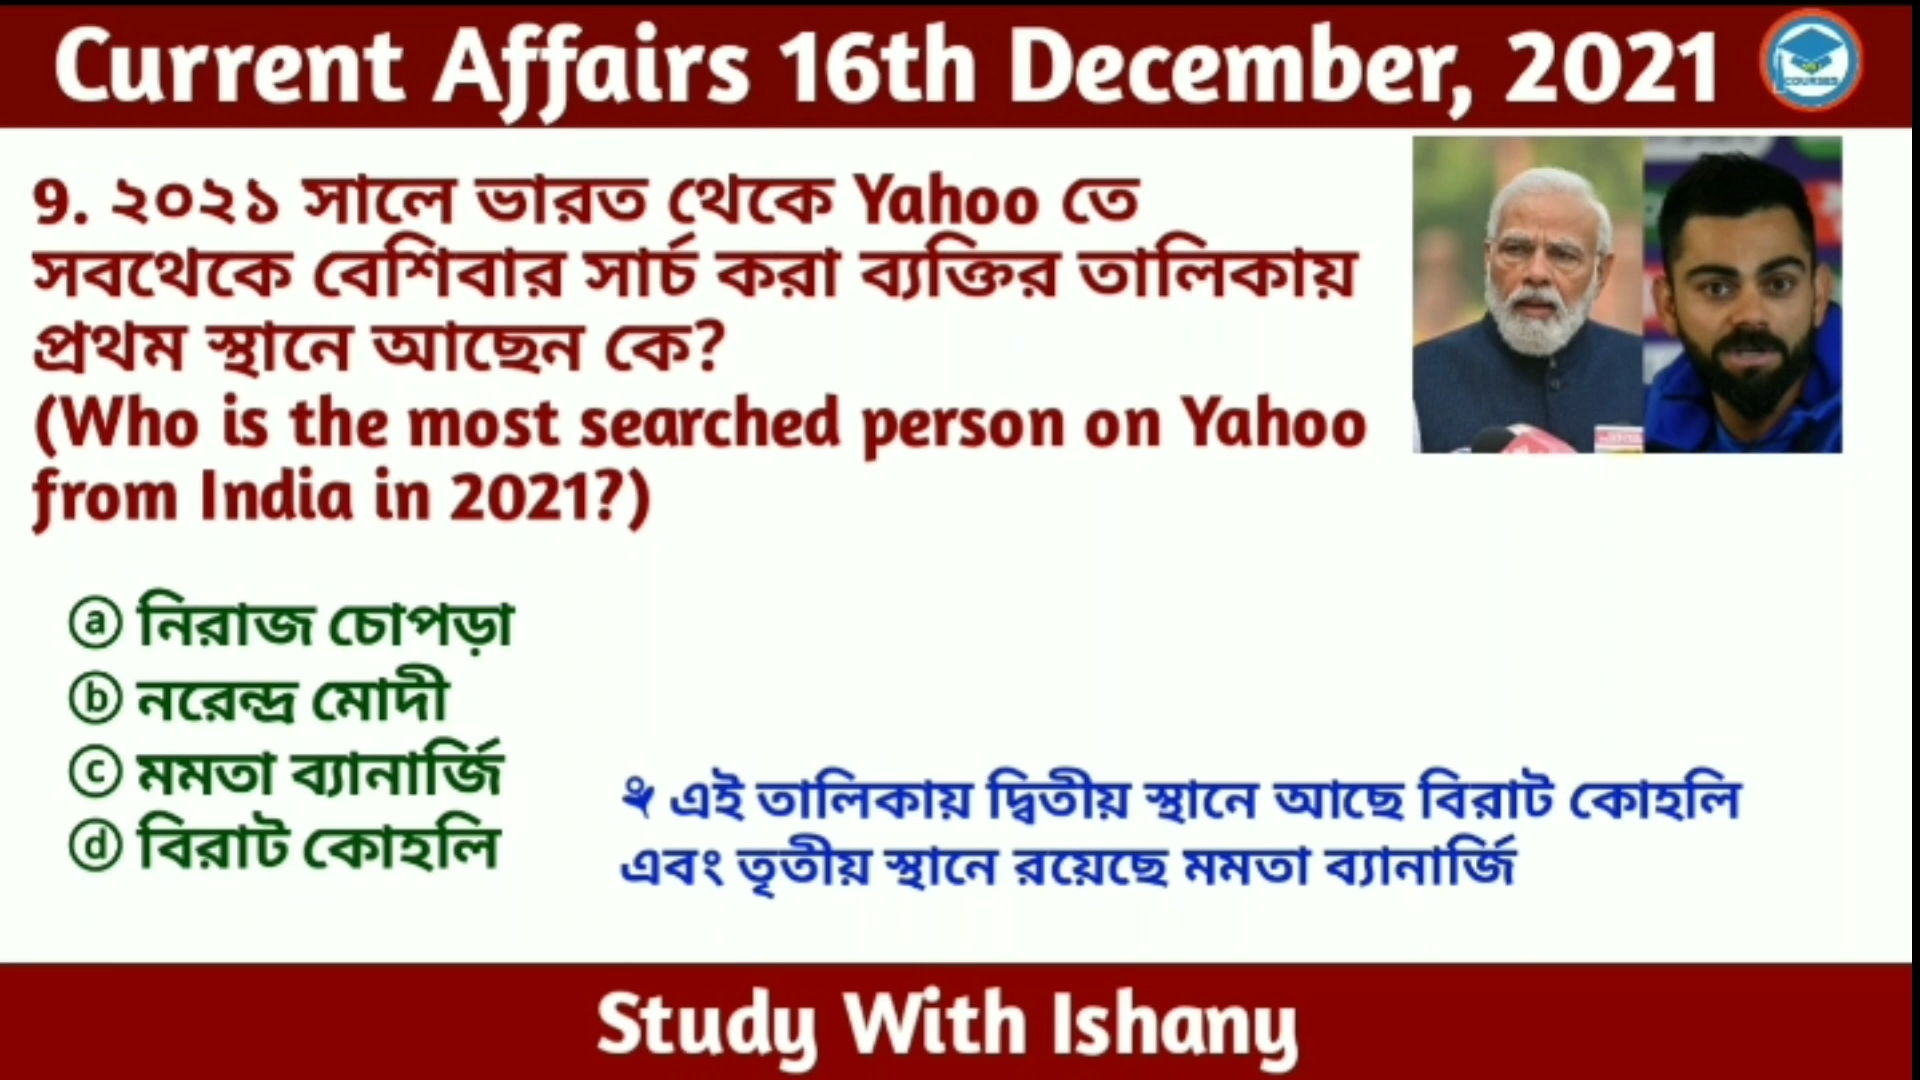 Current Affairs 16th December, 2021
COURSES
9. ২০২১ সালে ভারত থেকে Yahoo তে
সবথেকে বেশিবার সার্চ করা ব্যক্তির তালিকায়
প্রথম স্থানে আছেন কে?
(Who is the most searched person on Yahoo
from India in 2021?)
ⓐ নিরাজ চোপড়া
ⓑ নরেন্দ্র মোদী
ⓒ মমতা ব্যানার্জি
ⓓ বিরাট কোহলি
এই তালিকায় দ্বিতীয় স্থানে আছে বিরাট কোহলি
এবং তৃতীয় স্থানে রয়েছে মমতা ব্যানার্জি
Study With Ishany